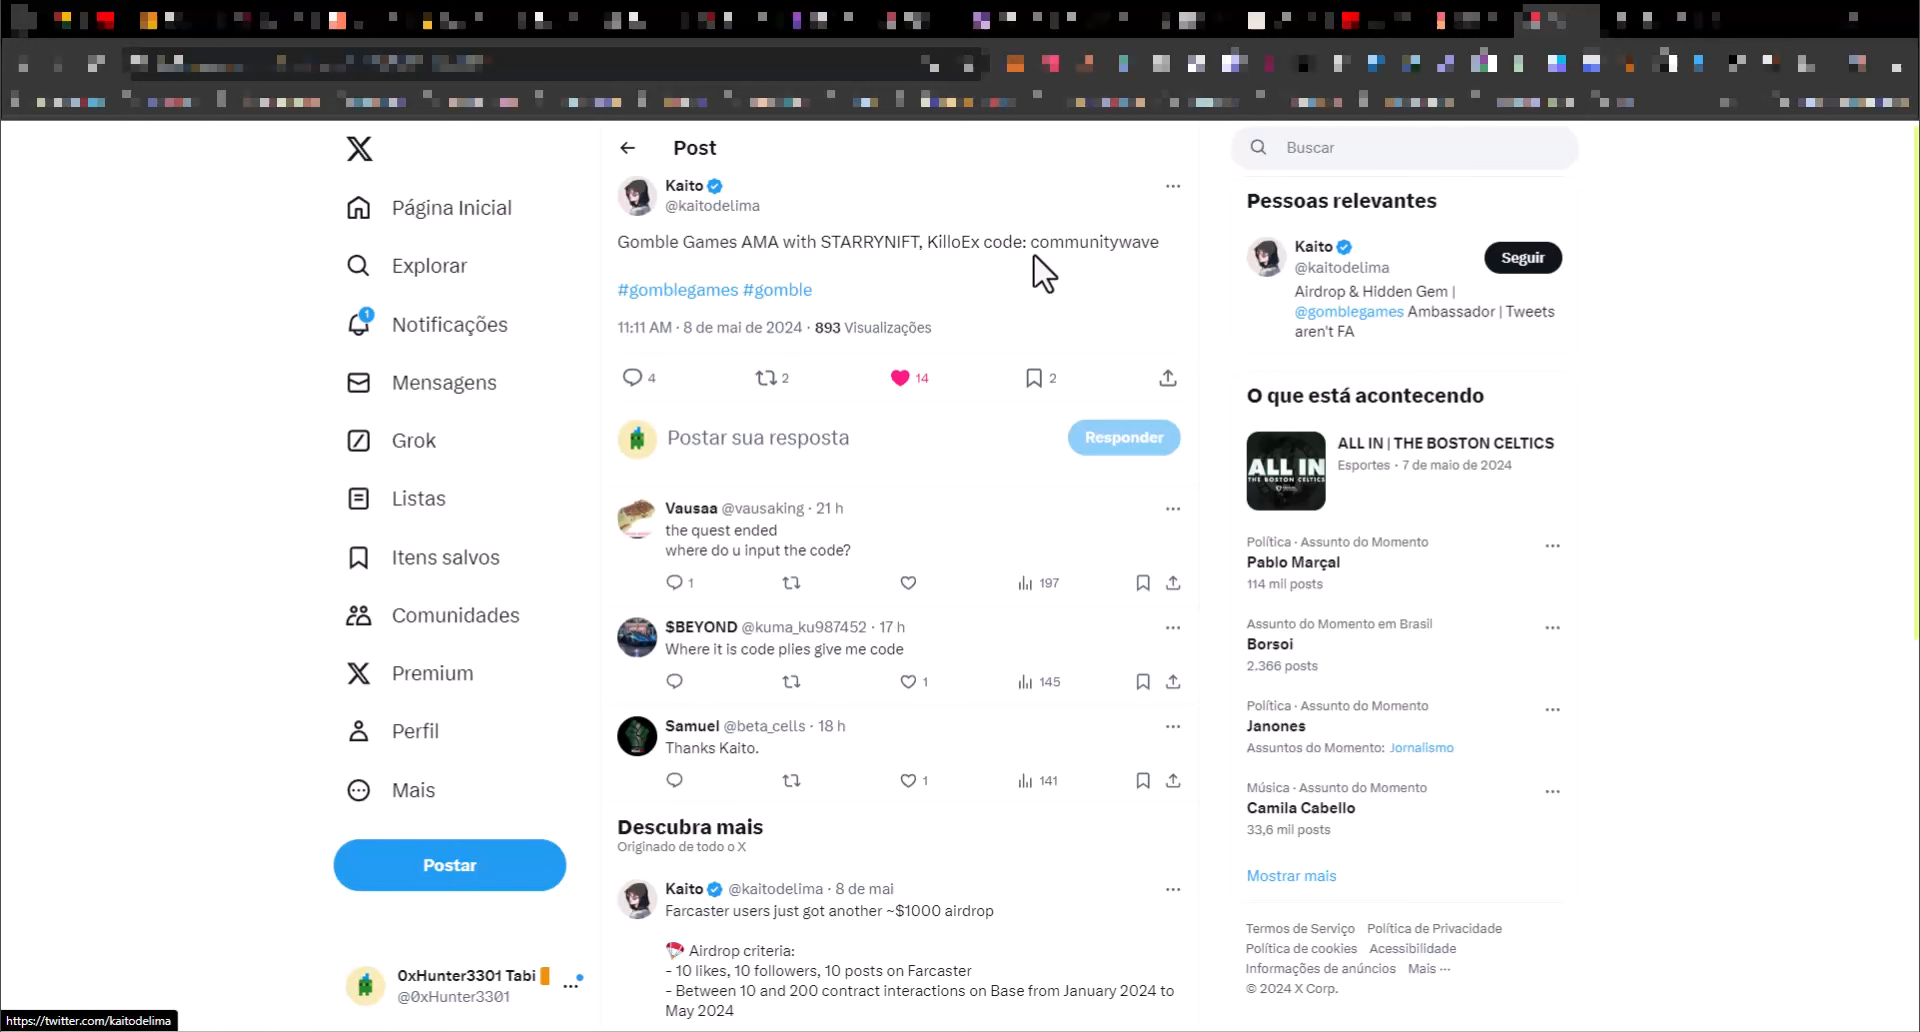 Post
Kaito
@kaitodelima
Gomble Games AMA with STARRYNIFT, KilloEx code: communitywave
#gomblegames #gomble
11:11 AM · 8 de mai de 2024 · 893 Visualizações
4
2
14
2
Postar sua resposta
Responder
Vausaa @vausaking · 21 h
the quest ended
where do u input the code?
1
197
$BEYOND @kuma_ku987452 · 17 h
Where it is code plies give me code
1
145
Samuel @beta_cells · 18 h
Thanks Kaito.
1
141
Descubra mais
Originado de todo o X
Kaito @kaitodelima · 8 de mai
Farcaster users just got another ~$1000 airdrop
Airdrop criteria:
- 10 likes, 10 followers, 10 posts on Farcaster
- Between 10 and 200 contract interactions on Base from January 2024 to
May 2024
Página Inicial
Explorar
1
Notificações
Mensagens
Grok
Listas
Itens salvos
Comunidades
Premium
Perfil
Mais
Postar
0xHunter3301 Tabi
@0xHunter3301
https://twitter.com/kaitodelima
Buscar
Pessoas relevantes
Kaito
@kaitodelima
Seguir
Airdrop & Hidden Gem |
@gomblegames Ambassador | Tweets
aren't FA
O que está acontecendo
ALL IN
THE BOSTON CELTICS
ALL IN | THE BOSTON CELTICS
Esportes · 7 de maio de 2024
Política · Assunto do Momento
Pablo Marçal
114 mil posts
Assunto do Momento em Brasil
Borsoi
2.366 posts
Política · Assunto do Momento
Janones
Assuntos do Momento: Jornalismo
Música · Assunto do Momento
Camila Cabello
33,6 mil posts
Mostrar mais
Termos de Serviço Política de Privacidade
Política de cookies Acessibilidade
Informações de anúncios Mais ···
© 2024 X Corp.